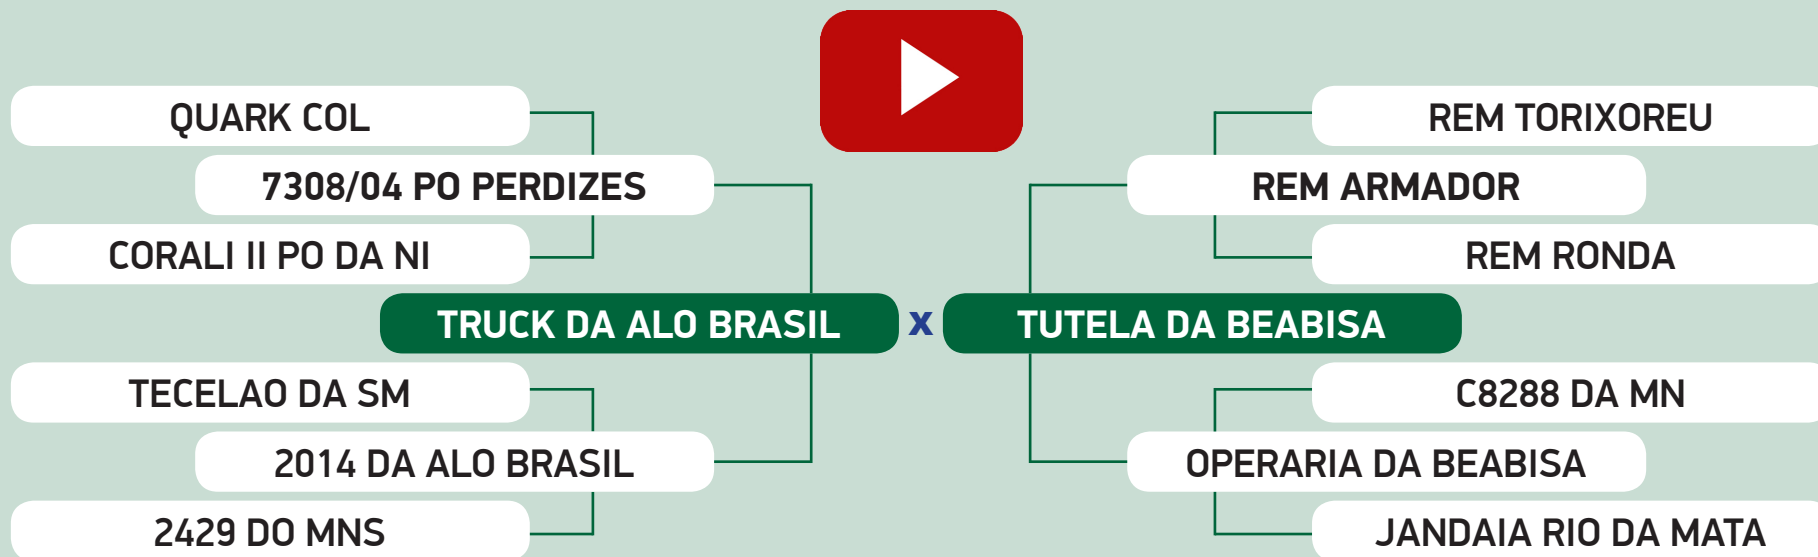 QUARK COL
REM TORIXOREU
7308/04 PO PERDIZES
REM ARMADOR
CORALI II PO DA NI
REM RONDA
TRUCK DA ALO BRASIL x TUTELA DA BEABISA
TECELAO DA SM
C8288 DA MN
2014 DA ALO BRASIL
OPERARIA DA BEABISA
2429 DO MNS
JANDAIA RIO DA MATA